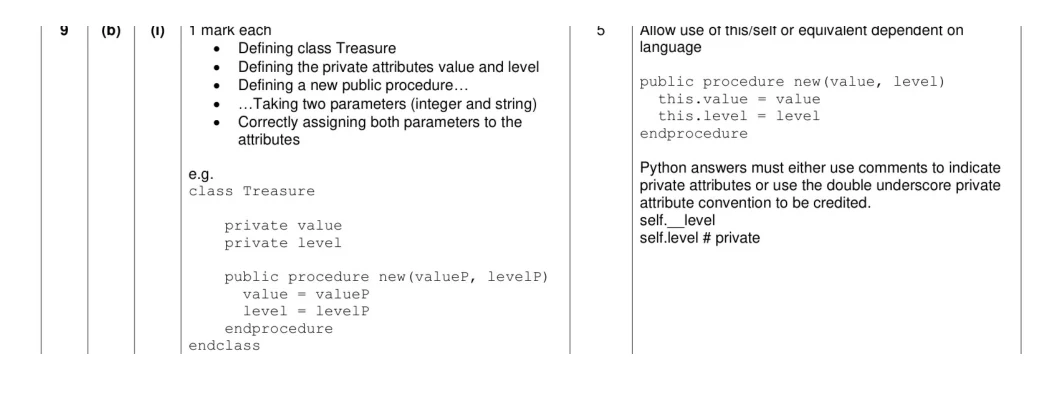 9 (b) (i) 1 mark each 5 Allow use of this/self or equivalent dependent on
language
• Defining class Treasure
• Defining the private attributes value and level
• Defining a new public procedure…
• …Taking two parameters (integer and string)
• Correctly assigning both parameters to the
attributes
e.g.
class Treasure
private value
private level
public procedure new(valueP, levelP)
value = valueP
level = levelP
endprocedure
endclass
public procedure new(value, level)
this.value = value
this.level = level
endprocedure
Python answers must either use comments to indicate
private attributes or use the double underscore private
attribute convention to be credited.
self.__level
self.level # private